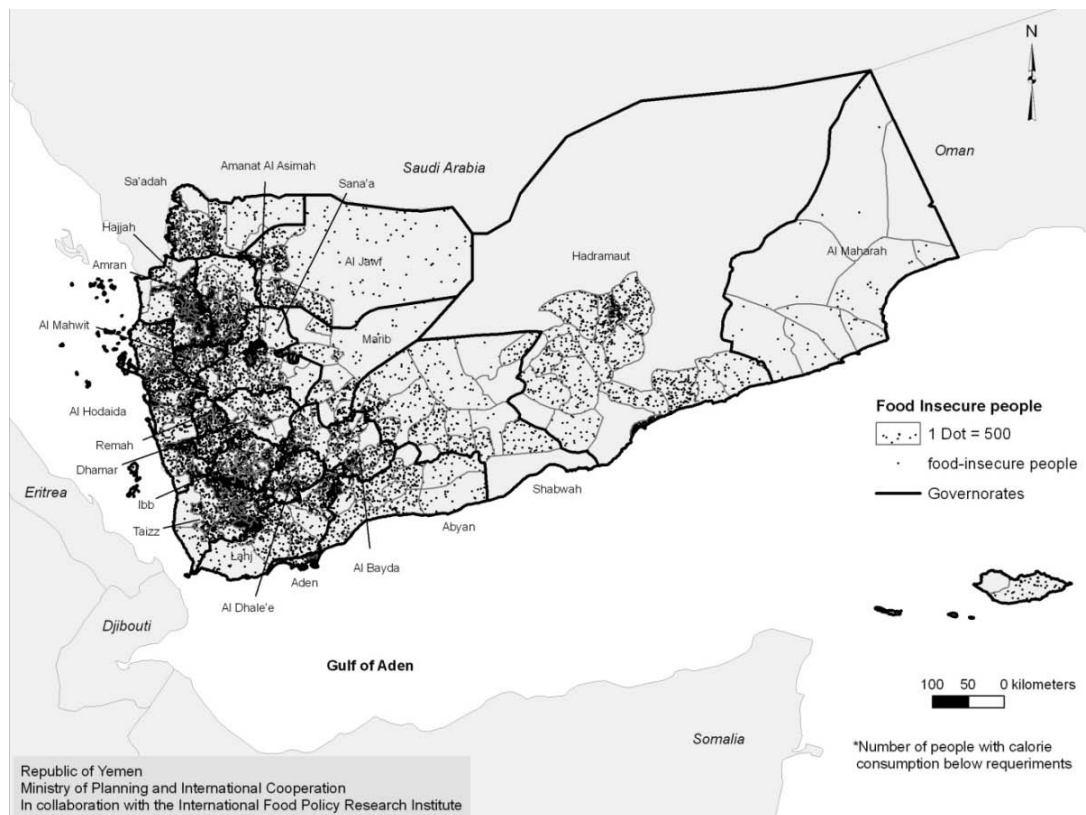 N
Oman
Saudi Arabia
Amanat Al Asimah
Sana'a
Sa'adah
Hajjah
Amran
Al Jawf
Hadramaut
Al Maharah
Al Mahwit
Marib
Al Hodaida
Remah
Dhamar
Eritrea
Ibb
Taizz
Lahj
Aden
Al Dhale'e
Al Bayda
Abyan
Shabwah
Food Insecure people
1 Dot = 500
food-insecure people
Governorates
Djibouti
Gulf of Aden
Somalia
100 50 0 kilometers
*Number of people with calorie
consumption below requeriments
Republic of Yemen
Ministry of Planning and International Cooperation
In collaboration with the International Food Policy Research Institute